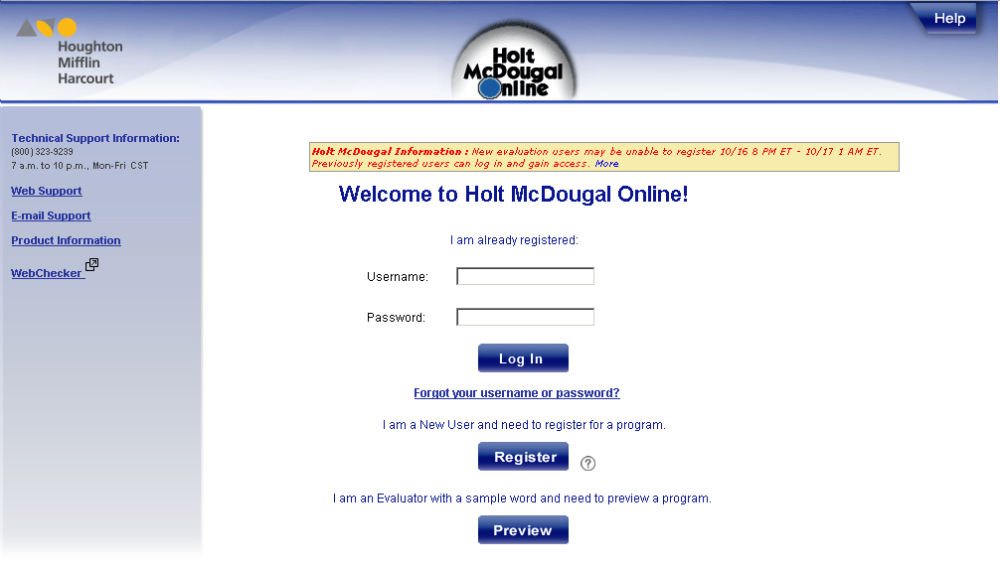 Help
Houghton
Mifflin
Harcourt
Holt
McDougal
Online
Technical Support Information:
(800) 323-9239
7 a.m. to 10 p.m., Mon-Fri CST
Web Support
E-mail Support
Product Information
WebChecker
Holt McDougal Information : New evaluation users may be unable to register 10/16 8 PM ET - 10/17 1 AM ET.
Previously registered users can log in and gain access. More
Welcome to Holt McDougal Online!
I am already registered:
Username:
Password:
Log In
Forgot your username or password?
I am a New User and need to register for a program.
Register ?
I am an Evaluator with a sample word and need to preview a program.
Preview